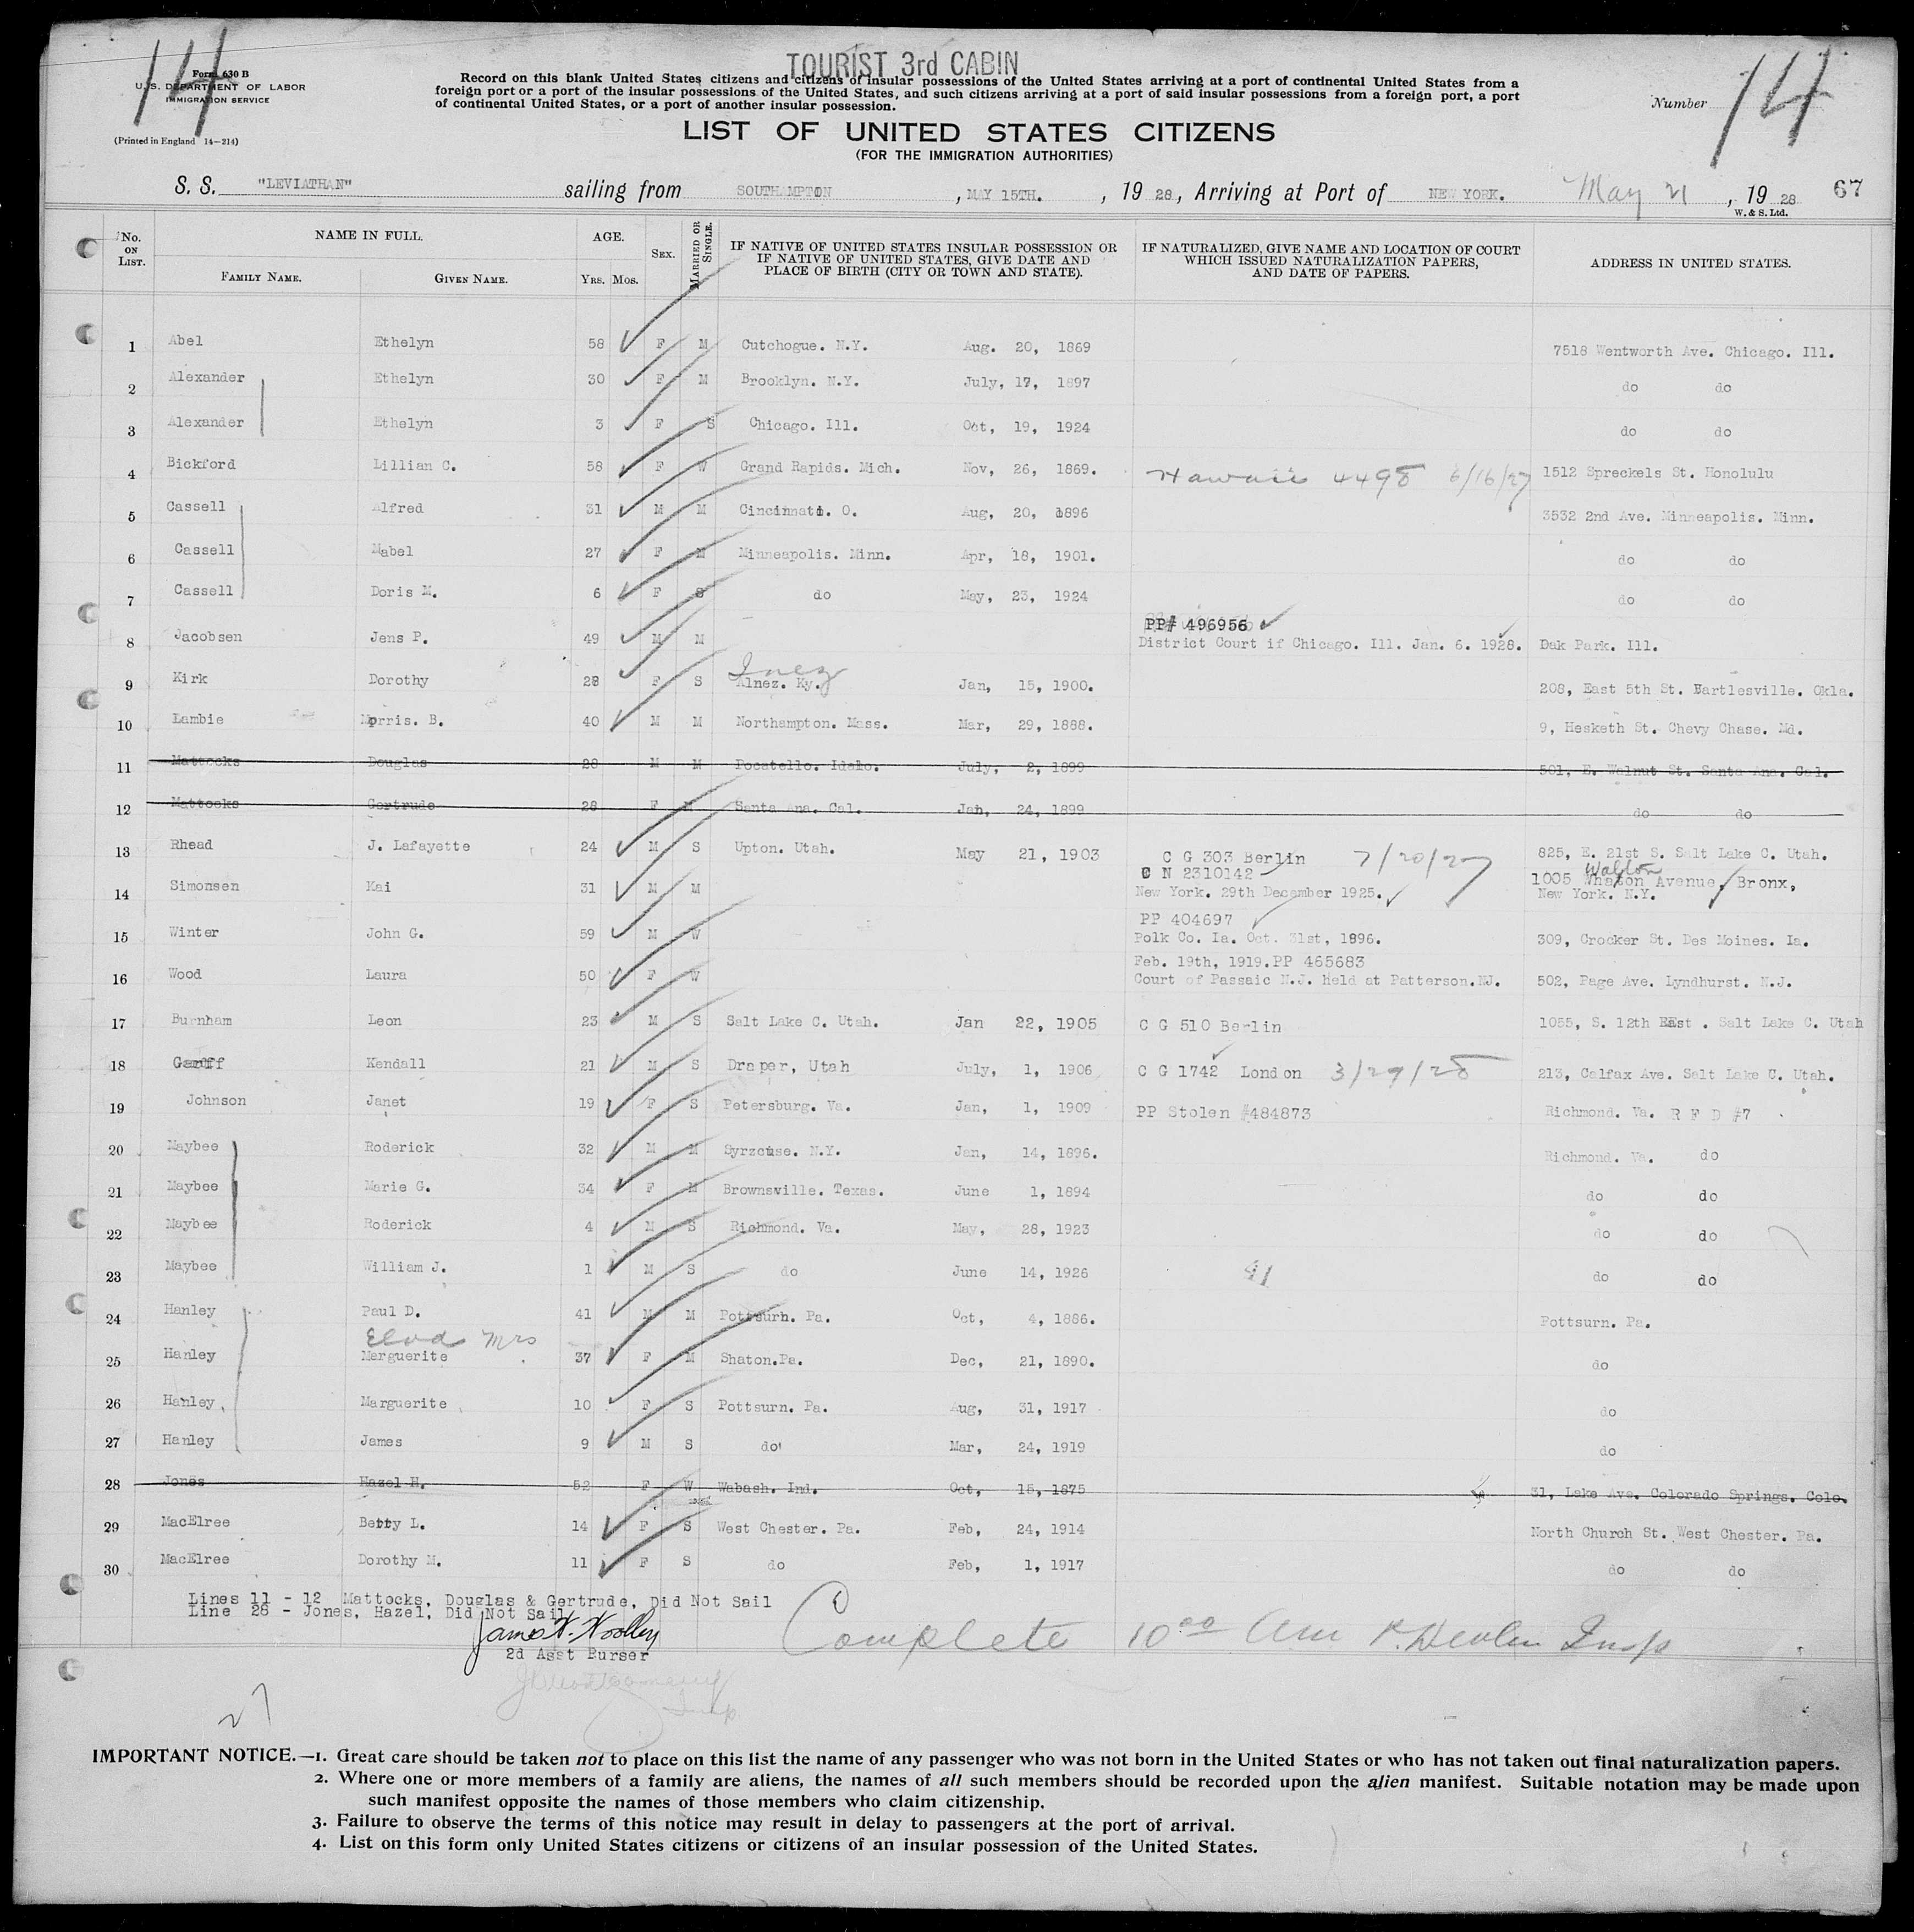 14
TOURIST 3rd CABIN
14
Form 630 B
U. S. DEPARTMENT OF LABOR
IMMIGRATION SERVICE
(Printed in England 14—214)
Record on this blank United States citizens and citizens of insular possessions of the United States arriving at a port of continental United States from a
foreign port or a port of the insular possessions of the United States, and such citizens arriving at a port of said insular possessions from a foreign port, a port
of continental United States, or a port of another insular possession.
Number
LIST OF UNITED STATES CITIZENS
(FOR THE IMMIGRATION AUTHORITIES)
S. S. "LEVIATHAN" sailing from SOUTHAMPTON , MAY 15TH. , 19 28, Arriving at Port of NEW YORK. May 21 , 19 28 67
W. & S. Ltd.
No. ON LIST. NAME IN FULL. AGE. SEX. MARRIED OR SINGLE. IF NATIVE OF UNITED STATES INSULAR POSSESSION OR IF NATIVE OF UNITED STATES, GIVE DATE AND PLACE OF BIRTH (CITY OR TOWN AND STATE). IF NATURALIZED, GIVE NAME AND LOCATION OF COURT WHICH ISSUED NATURALIZATION PAPERS, AND DATE OF PAPERS. ADDRESS IN UNITED STATES.
FAMILY NAME. GIVEN NAME. YRS. MOS.
1 Abel Ethelyn 58 F M Cutchogue. N.Y. Aug. 20, 1869 7518 Wentworth Ave. Chicago. Ill.
2 Alexander Ethelyn 30 F M Brooklyn. N.Y. July, 17, 1897 do do
3 Alexander Ethelyn 3 F S Chicago. Ill. Oct, 19, 1924 do do
4 Bickford Lillian C. 58 F W Grand Rapids. Mich. Nov, 26, 1869. Hawaii 4498 6/16/27 1512 Spreckels St. Honolulu
5 Cassell Alfred 31 M M Cincinnati. O. Aug, 20, 1896 3532 2nd Ave. Minneapolis. Minn.
6 Cassell Mabel 27 F M Minneapolis. Minn. Apr, 18, 1901. do do
7 Cassell Doris M. 6 F S do May, 23, 1924 do do
PP# 496956
8 Jacobsen Jens P. 49 M M District Court if Chicago. Ill. Jan. 6. 1928. Oak Park. Ill.
Inez
9 Kirk Dorothy 28 F S Alnez. Ky. Jan, 15, 1900. 208, East 5th St. Bartlesville. Okla.
10 Lambie Morris. B. 40 M M Northampton. Mass. Mar, 29, 1888. 9, Hesketh St. Chevy Chase. Md.
11 Mattocks Douglas 28 M M Pocatello. Idaho. July, 2, 1899 501, E. Walnut St. Santa Ana. Cal.
12 Mattocks Gertrude 28 F M Santa Ana. Cal. Jan, 24, 1899 do do
13 Rhead J. Lafayette 24 M S Upton. Utah. May 21, 1903 C G 303 Berlin 7/20/27 825, E. 21st S. Salt Lake C. Utah.
C N 2310142 Walton
14 Simonsen Kai 31 M M New York. 29th December 1925. 1005 Whaton Avenue, Bronx,
New York. N.Y.
PP 404697
15 Winter John G. 59 M W Polk Co. Ia. Oct. 31st, 1896. 309, Crocker St. Des Moines. Ia.
Feb. 19th, 1919. PP 465683
16 Wood Laura 50 F W Court of Passaic N.J. held at Patterson.NJ. 502, Page Ave. Lyndhurst. N.J.
17 Burnham Leon 23 M S Salt Lake C. Utah. Jan 22, 1905 C G 510 Berlin 1055, S. 12th East . Salt Lake C. Utah
18 Garff Kendall 21 M S Draper, Utah July, 1, 1906 C G 1742 London 3/29/28 213, Calfax Ave. Salt Lake C. Utah.
19 Johnson Janet 19 F S Petersburg. Va. Jan, 1, 1909 PP Stolen #484873 Richmond. Va. R F D #7
20 Maybee Roderick 32 M M Syrzcuse. N.Y. Jan, 14, 1896. Richmond. Va. do
21 Maybee Marie G. 34 F M Brownsville. Texas. June 1, 1894 do do
22 Maybee Roderick 4 M S Richmond. Va. May, 28, 1923 do do
23 Maybee William J. 1 M S do June 14, 1926 41 do do
24 Hanley Paul D. 41 M M Pottsurh. Pa. Oct, 4, 1886. Pottsurn. Pa.
Mrs
25 Hanley Marguerite 37 F M Shaton.Pa. Dec, 21, 1890. do
26 Hanley Marguerite 10 F S Pottsurn. Pa. Aug, 31, 1917 do
27 Hanley James 9 M S do Mar, 24, 1919 do
28 Jones Hazel H. 52 F W Wabash. Ind. Oct, 15, 1875 31, Lake Ave. Colorado Springs. Colo.
29 MacElree Betty L. 14 F S West Chester. Pa. Feb, 24, 1914 North Church St. West Chester. Pa.
30 MacElree Dorothy M. 11 F S do Feb, 1, 1917 do do
Lines 11 - 12 Mattocks, Douglas & Gertrude, Did Not Sail
Line 28 - Jones, Hazel, Did Not Sail
2d Asst Purser
Complete 10 00 am Insp
27
IMPORTANT NOTICE.—1. Great care should be taken not to place on this list the name of any passenger who was not born in the United States or who has not taken out final naturalization papers.
2. Where one or more members of a family are aliens, the names of all such members should be recorded upon the alien manifest. Suitable notation may be made upon
such manifest opposite the names of those members who claim citizenship.
3. Failure to observe the terms of this notice may result in delay to passengers at the port of arrival.
4. List on this form only United States citizens or citizens of an insular possession of the United States.